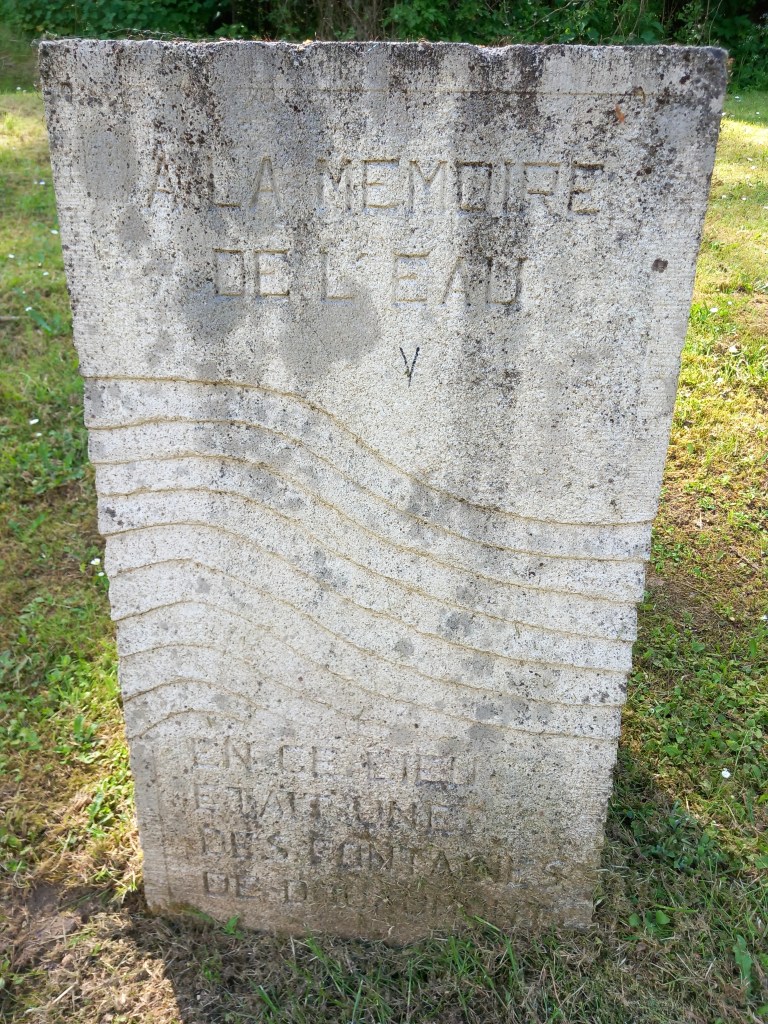 A LA MEMOIRE
DE L'EAU
V
EN CE LIEU
ETAIT UNE
DES FONTAINES
DE